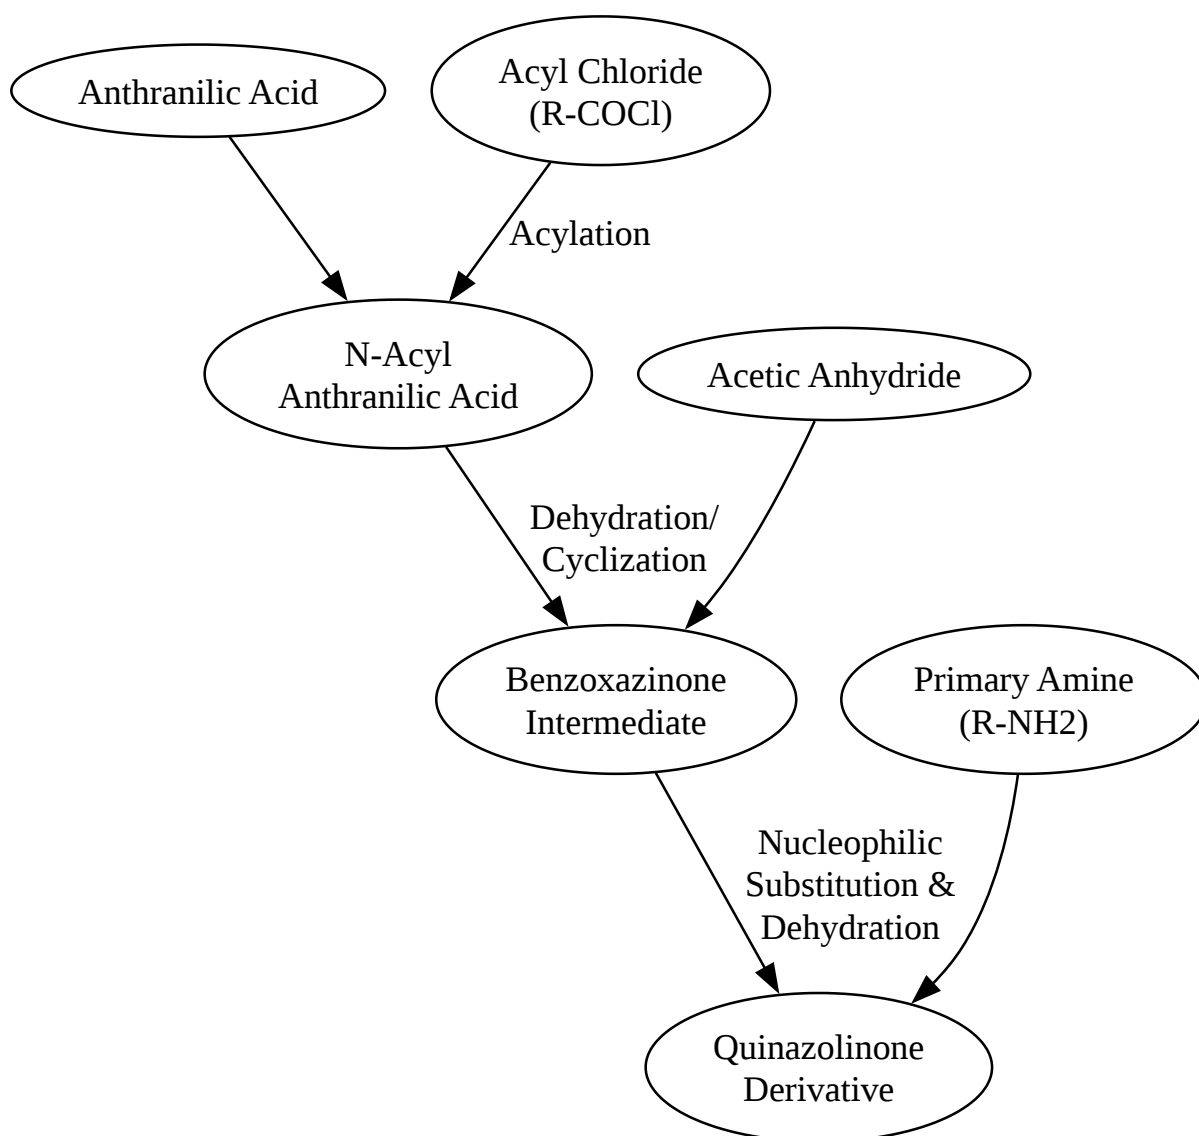 Anthranilic Acid
Acyl Chloride
(R-COCl)
Acylation
N-Acyl
Anthranilic Acid
Acetic Anhydride
Dehydration/
Cyclization
Benzoxazinone
Intermediate
Primary Amine
(R-NH2)
Nucleophilic
Substitution &
Dehydration
Quinazolinone
Derivative